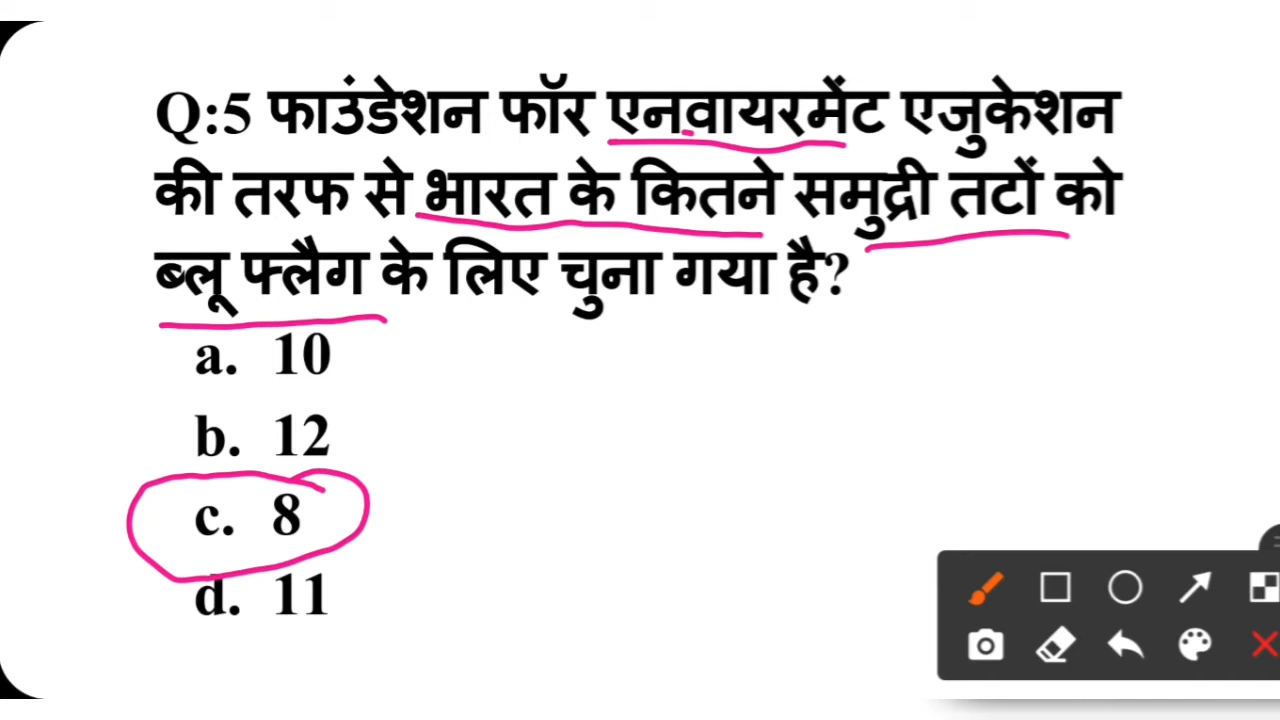 Q:5 फाउंडेशन फॉर एनवायरमेंट एजुकेशन
की तरफ से भारत के कितने समुद्री तटों को
ब्लू फ्लैग के लिए चुना गया है?
a. 10
b. 12
c. 8
d. 11